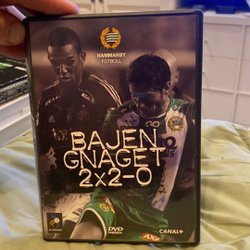 HAMMARBY
FOTBOLL
BAJEN
GNAGET
2x2-0
DVD
CANAL+